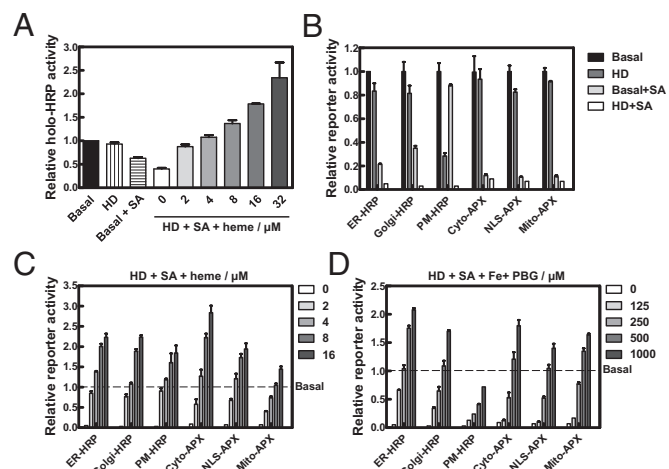 A
Relative holo-HRP activity
3.0
2.5
2.0
1.5
1.0
0.5
0.0
Basal
HD
Basal + SA
0
2
4
8
16
32
HD + SA + heme / μM
B
Relative reporter activity
1.2
1.0
0.8
0.6
0.4
0.2
0.0
ER-HRP
Golgi-HRP
PM-HRP
Cyto-APX
NLS-APX
Mito-APX
Basal
HD
Basal+SA
HD+SA
C
HD + SA + heme / μM
Relative reporter activity
3.5
3.0
2.5
2.0
1.5
1.0
0.5
0.0
ER-HRP
Golgi-HRP
PM-HRP
Cyto-APX
NLS-APX
Mito-APX
0
2
4
8
16
Basal
D
HD + SA + Fe+ PBG / μM
Relative reporter activity
2.5
2.0
1.5
1.0
0.5
0.0
ER-HRP
Golgi-HRP
PM-HRP
Cyto-APX
NLS-APX
Mito-APX
0
125
250
500
1000
Basal